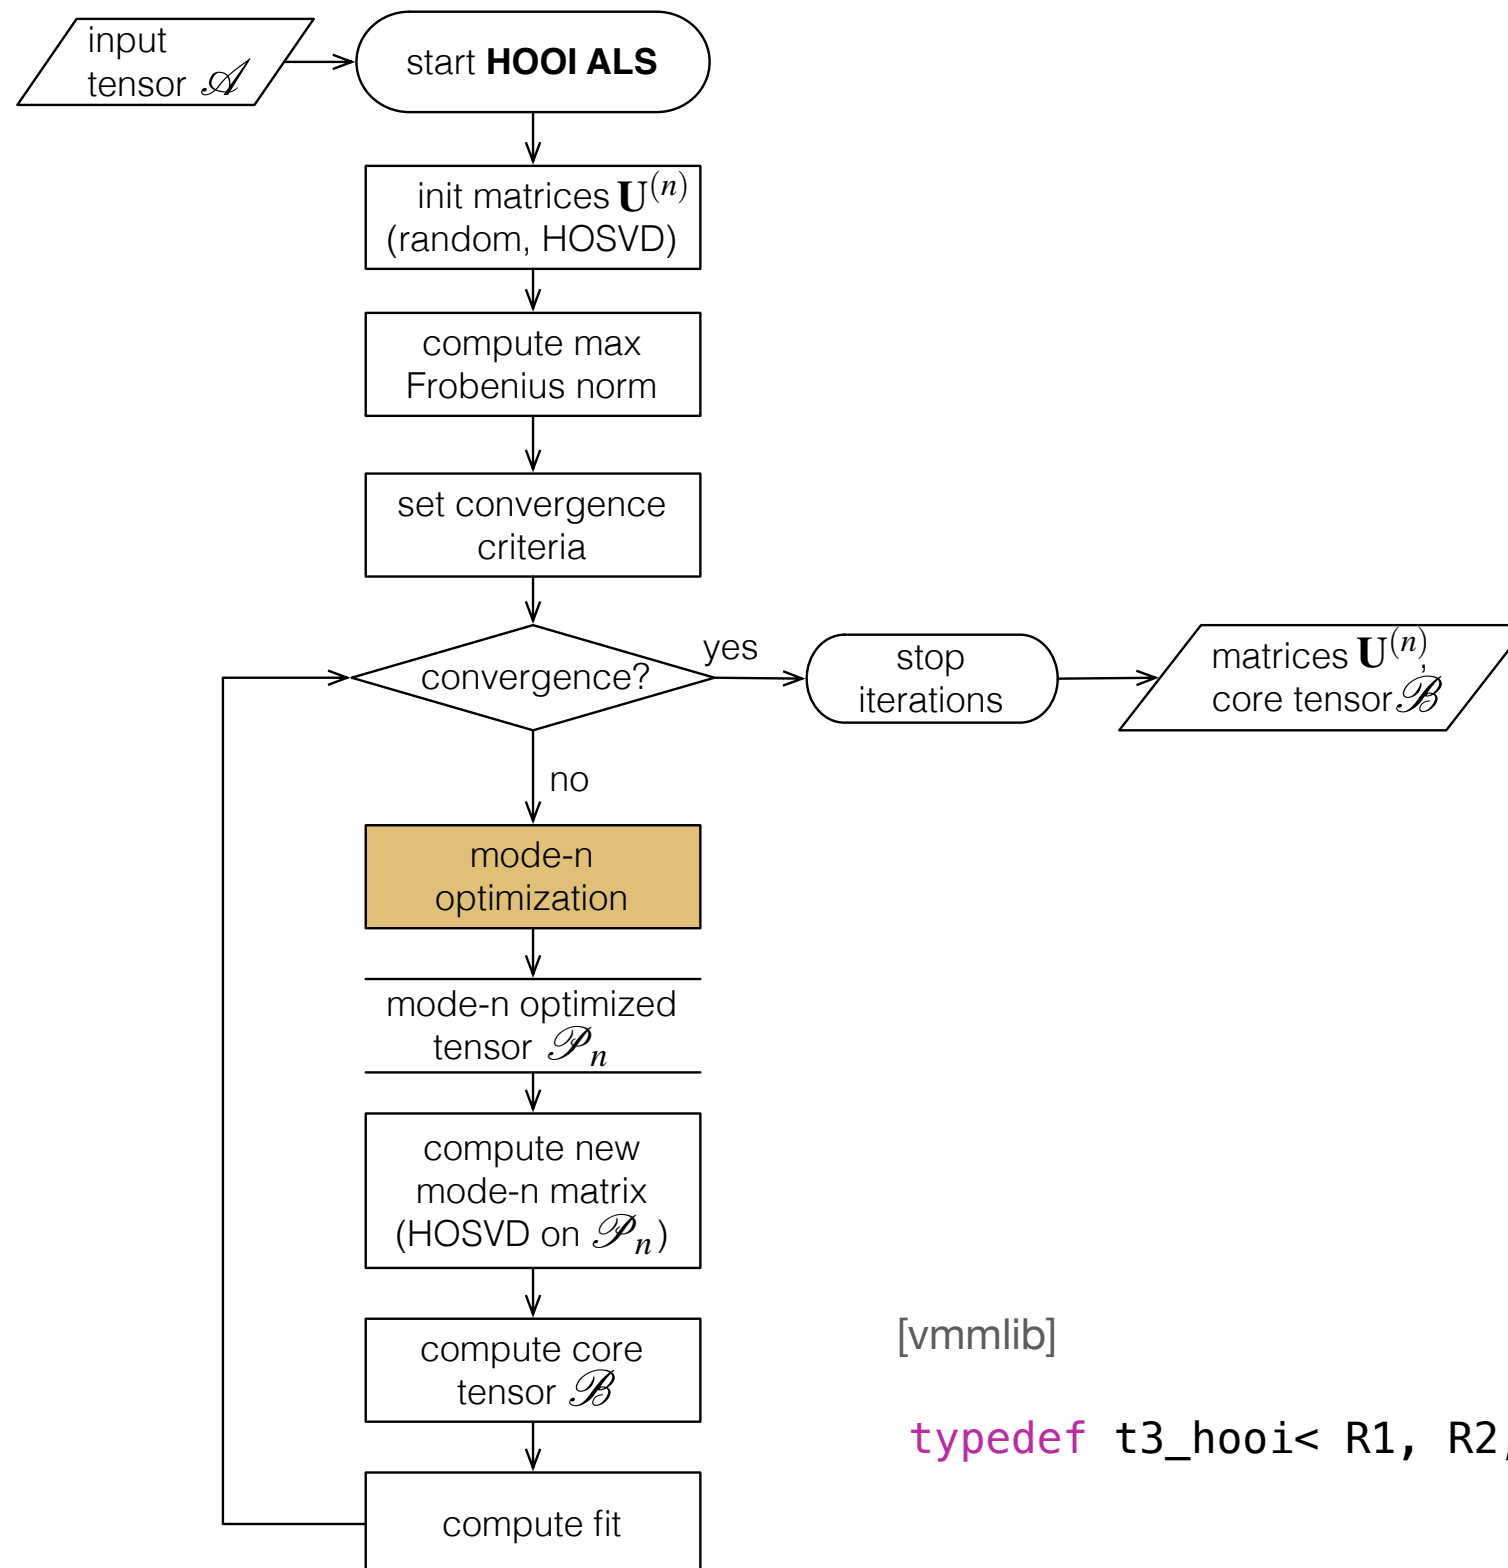 input
tensor 𝒜
start HOOI ALS
init matrices U⁽ⁿ⁾
(random, HOSVD)
compute max
Frobenius norm
set convergence
criteria
convergence?
yes
stop
iterations
matrices U⁽ⁿ⁾,
core tensor ℬ
no
mode-n
optimization
mode-n optimized
tensor 𝒫ₙ
compute new
mode-n matrix
(HOSVD on 𝒫ₙ)
compute core
tensor ℬ
compute fit
[vmmlib]
typedef t3_hooi< R1, R2,